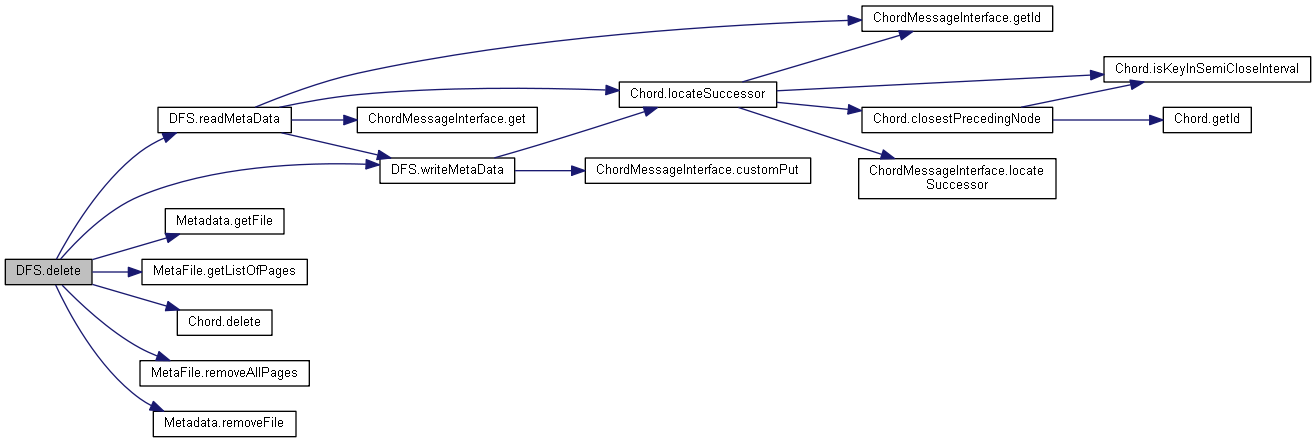 ChordMessageInterface.getId
Chord.isKeyInSemiCloseInterval
Chord.locateSuccessor
DFS.readMetaData
ChordMessageInterface.get
Chord.closestPrecedingNode
Chord.getId
DFS.writeMetaData
ChordMessageInterface.customPut
ChordMessageInterface.locate
Successor
Metadata.getFile
DFS.delete
MetaFile.getListOfPages
Chord.delete
MetaFile.removeAllPages
Metadata.removeFile